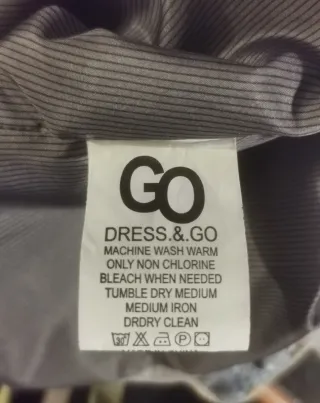 GO
DRESS.&.GO
MACHINE WASH WARM
ONLY NON CHLORINE
BLEACH WHEN NEEDED
TUMBLE DRY MEDIUM
MEDIUM IRON
DRDRY CLEAN